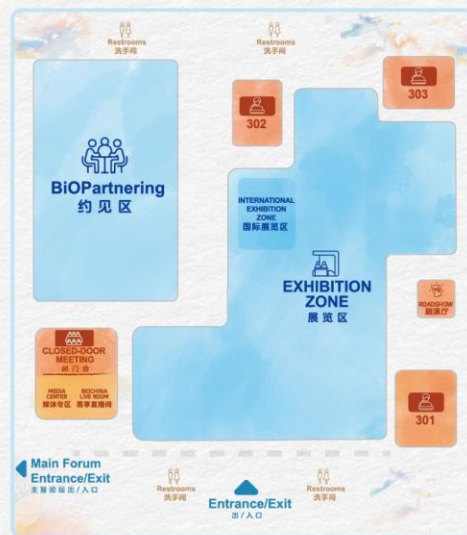 Restrooms
洗手间
Restrooms
洗手间
303
302
BiOPartnering
约见区
INTERNATIONAL
EXHIBITION
ZONE
国际展览区
EXHIBITION
ZONE
展览区
ROADSHOW
路演厅
CLOSED-DOOR
MEETING
闭门会
MEDIA
CENTER
媒体专区
BIOCHINA
LIVE ROOM
易享直播间
301
Main Forum
Entrance/Exit
主旨论坛出/入口
Restrooms
洗手间
Entrance/Exit
出/入口
Restrooms
洗手间